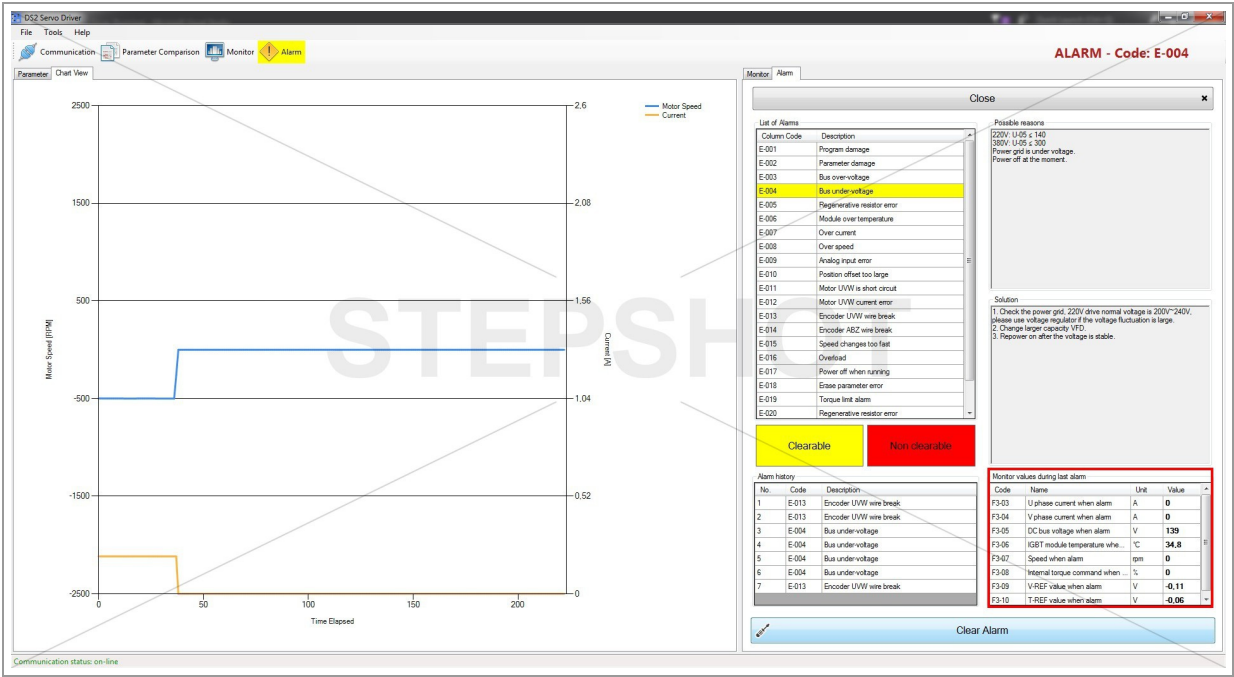 DS2 Servo Driver
File Tools Help
Communication Parameter Comparison Monitor Alarm
ALARM - Code: E-004
Parameter Chart View
2500
1500
500
-500
-1500
-2500
Motor Speed [RPM]
0 50 100 150 200
Time Elapsed
2.6
2.08
1.56
1.04
0.52
0
Current [A]
Motor Speed
Current
STEPSHOT
Monitor Alarm
Close
List of Alarms
Column Code Description
E-001 Program damage
E-002 Parameter damage
E-003 Bus over-voltage
E-004 Bus under-voltage
E-005 Regenerative resistor error
E-006 Module over temperature
E-007 Over current
E-008 Over speed
E-009 Analog input error
E-010 Position offset too large
E-011 Motor UVW is short circuit
E-012 Motor UVW current error
E-013 Encoder UVW wire break
E-014 Encoder ABZ wire break
E-015 Speed changes too fast
E-016 Overload
E-017 Power off when running
E-018 Erase parameter error
E-019 Torque limit alarm
E-020 Regenerative resistor error
Clearable Non clearable
Possible reasons
220V: U-05 ≤ 140
380V: U-05 ≤ 300
Power grid is under voltage.
Power off at the moment.
Solution
1. Check the power grid, 220V drive normal voltage is 200V~240V,
please use voltage regulator if the voltage fluctuation is large.
2. Change larger capacity VFD.
3. Repower on after the voltage is stable.
Alarm history
No. Code Description
1 E-013 Encoder UVW wire break
2 E-013 Encoder UVW wire break
3 E-004 Bus under-voltage
4 E-004 Bus under-voltage
5 E-004 Bus under-voltage
6 E-004 Bus under-voltage
7 E-013 Encoder UVW wire break
Monitor values during last alarm
Code Name Unit Value
F3-03 U phase current when alarm A 0
F3-04 V phase current when alarm A 0
F3-05 DC bus voltage when alarm V 139
F3-06 IGBT module temperature whe... °C 34,8
F3-07 Speed when alarm rpm 0
F3-08 Internal torque command when ... % 0
F3-09 V-REF value when alarm V -0,11
F3-10 T-REF value when alarm V -0,06
Clear Alarm
Communication status: on-line